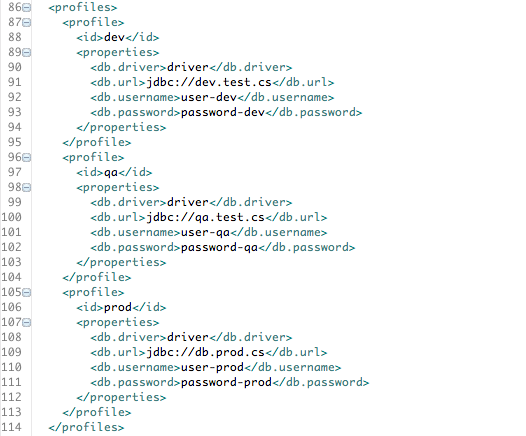 86 <profiles>
87 <profile>
88 <id>dev</id>
89 <properties>
90 <db.driver>driver</db.driver>
91 <db.url>jdbc://dev.test.cs</db.url>
92 <db.username>user-dev</db.username>
93 <db.password>password-dev</db.password>
94 </properties>
95 </profile>
96 <profile>
97 <id>qa</id>
98 <properties>
99 <db.driver>driver</db.driver>
100 <db.url>jdbc://qa.test.cs</db.url>
101 <db.username>user-qa</db.username>
102 <db.password>password-qa</db.password>
103 </properties>
104 </profile>
105 <profile>
106 <id>prod</id>
107 <properties>
108 <db.driver>driver</db.driver>
109 <db.url>jdbc://db.prod.cs</db.url>
110 <db.username>user-prod</db.username>
111 <db.password>password-prod</db.password>
112 </properties>
113 </profile>
114 </profiles>